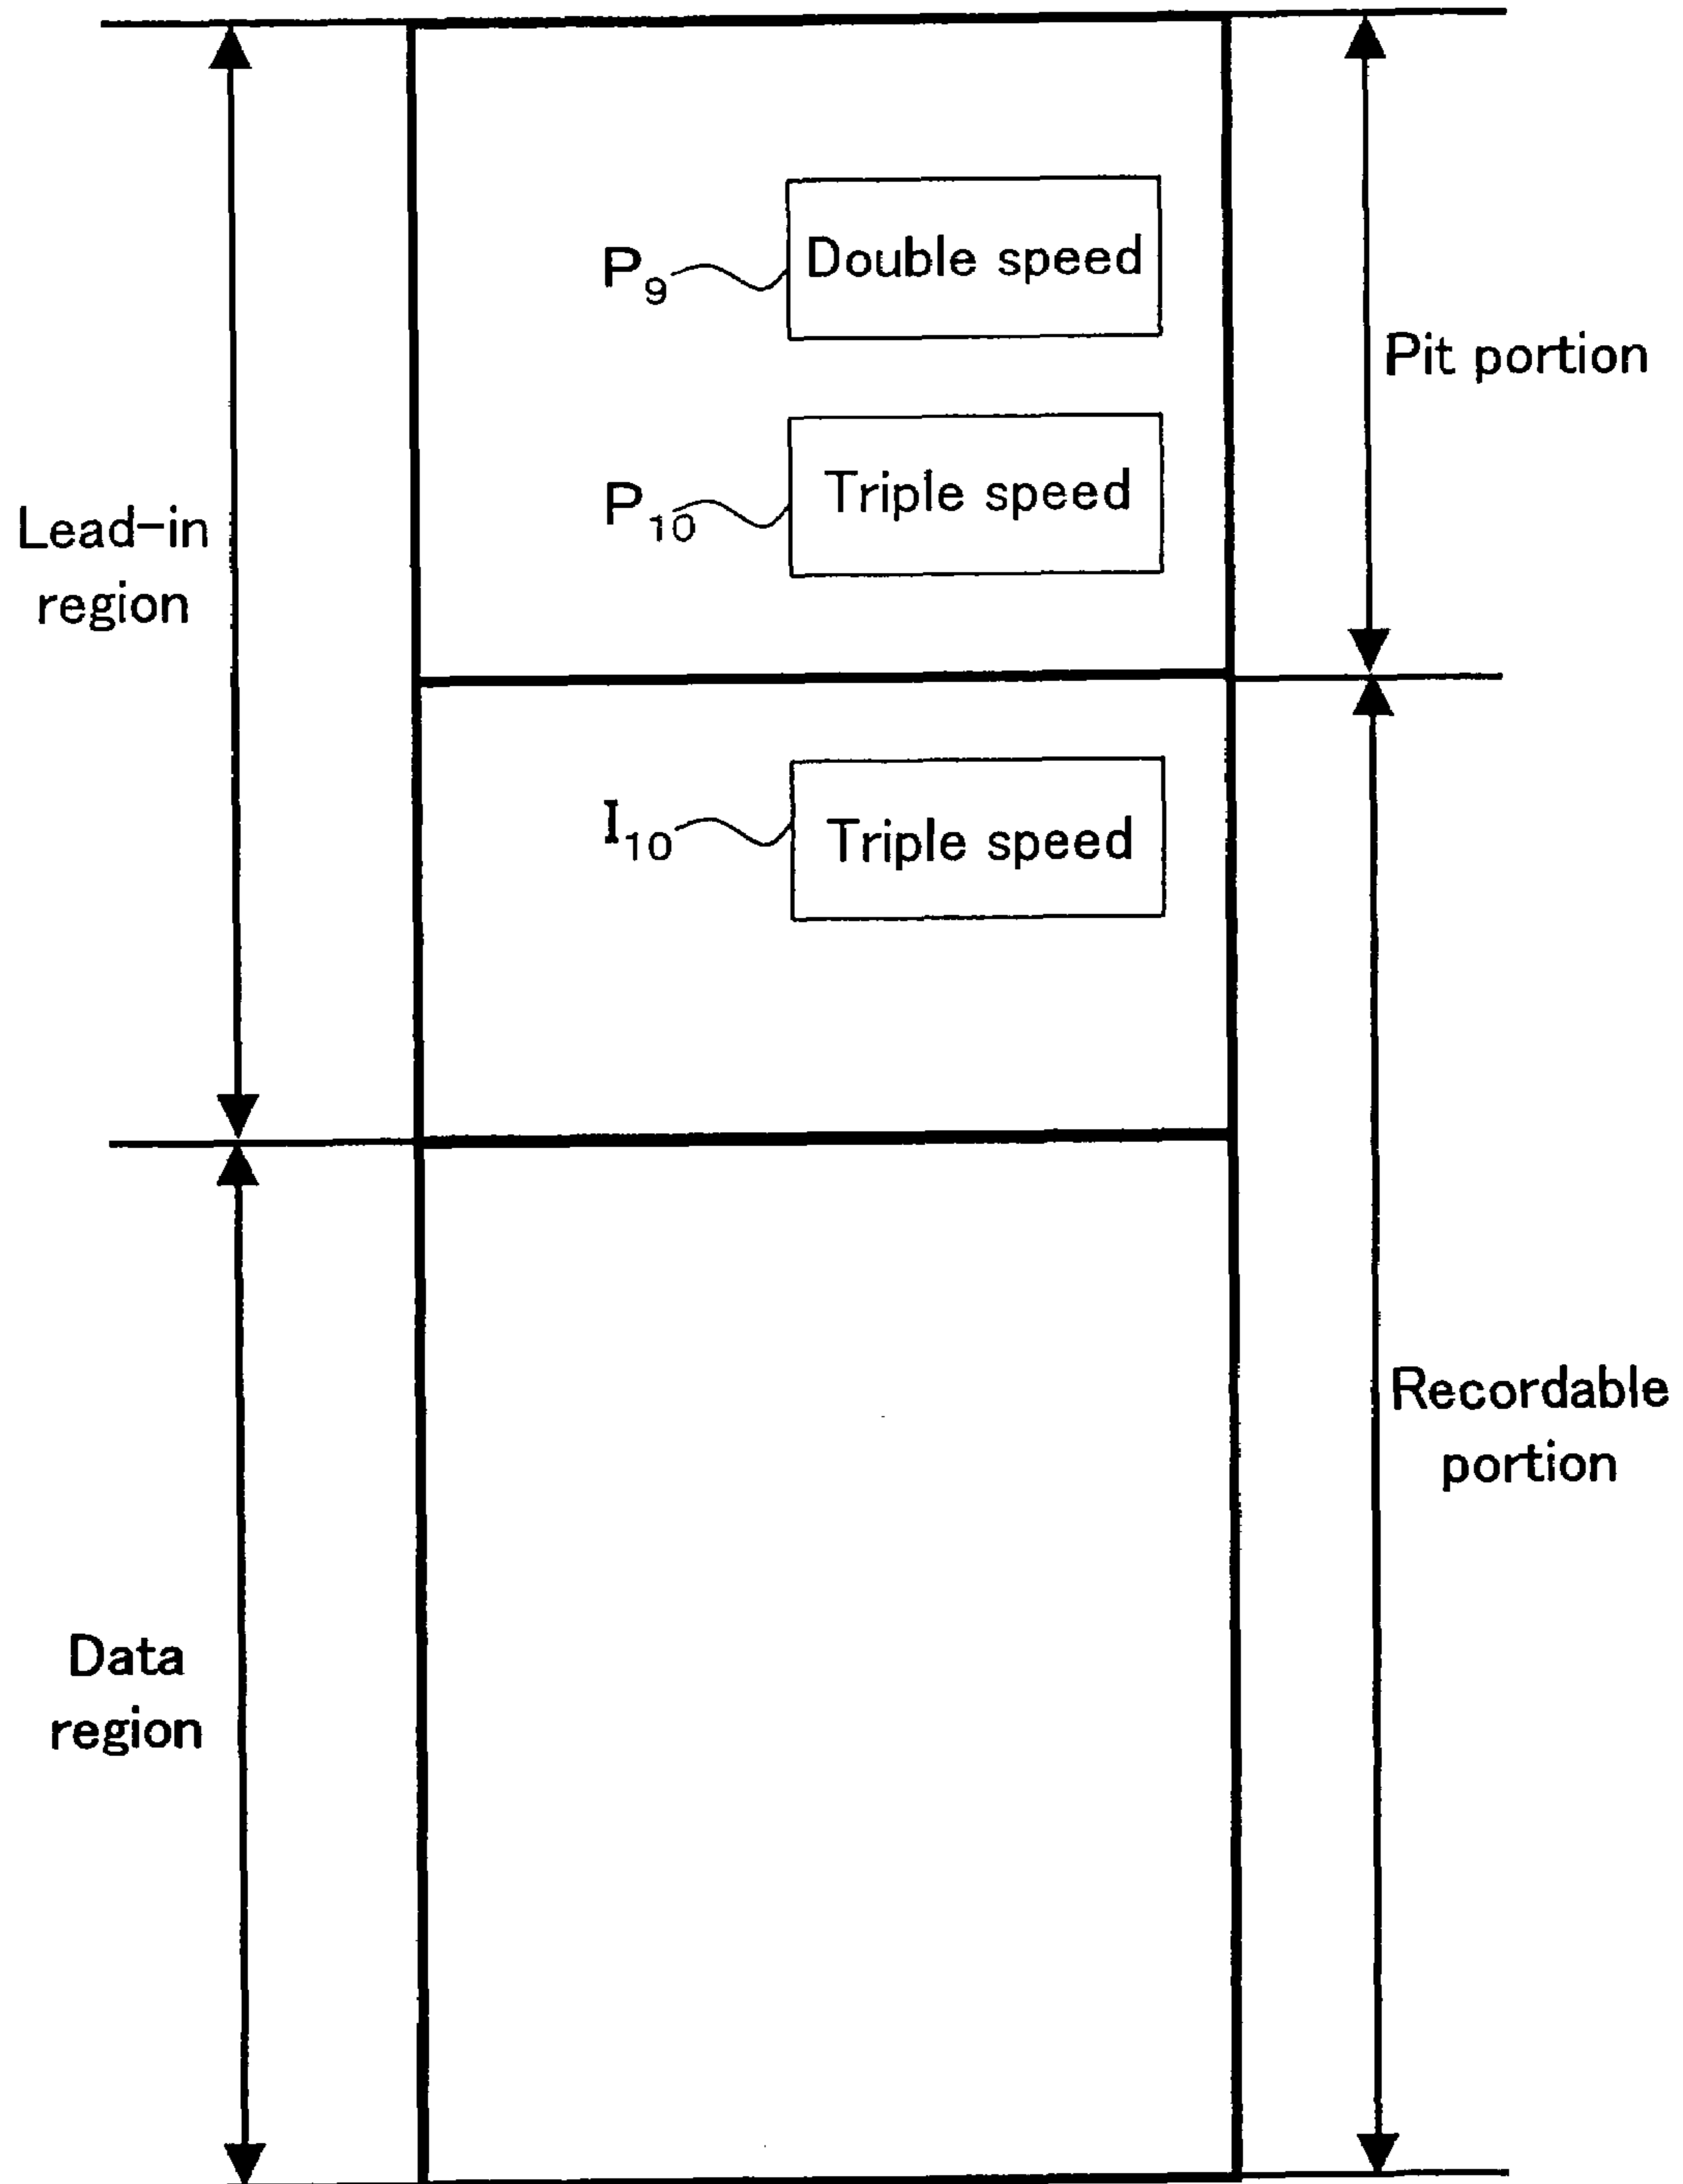 P9 Double speed
Pit portion
P10 Triple speed
Lead-in
region
I10 Triple speed
Recordable
portion
Data
region